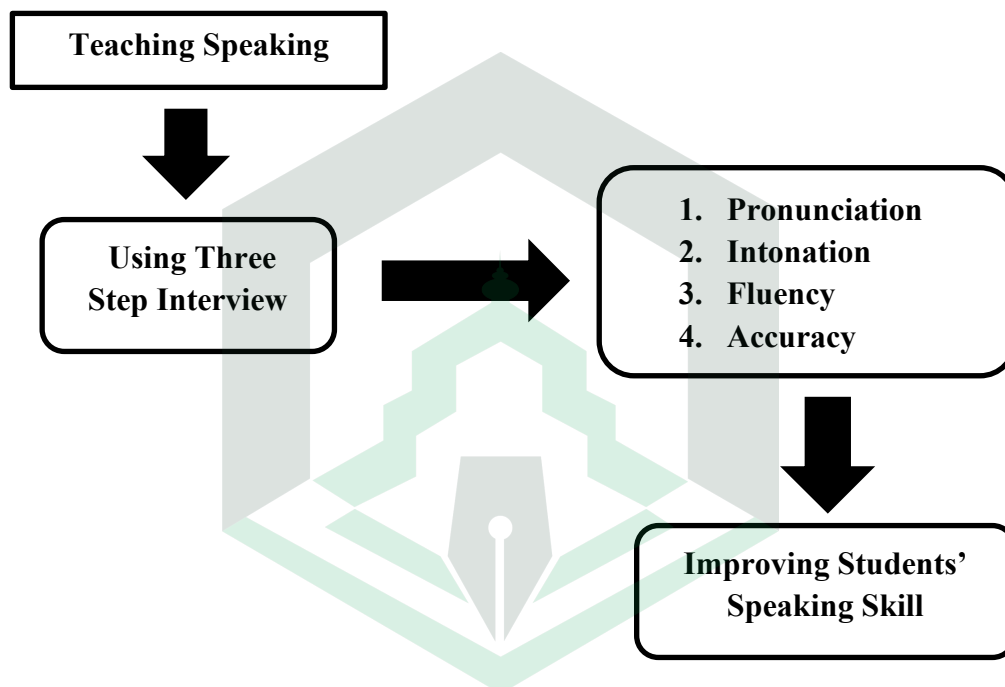 Teaching Speaking
Using Three
Step Interview
1. Pronunciation
2. Intonation
3. Fluency
4. Accuracy
Improving Students’
Speaking Skill